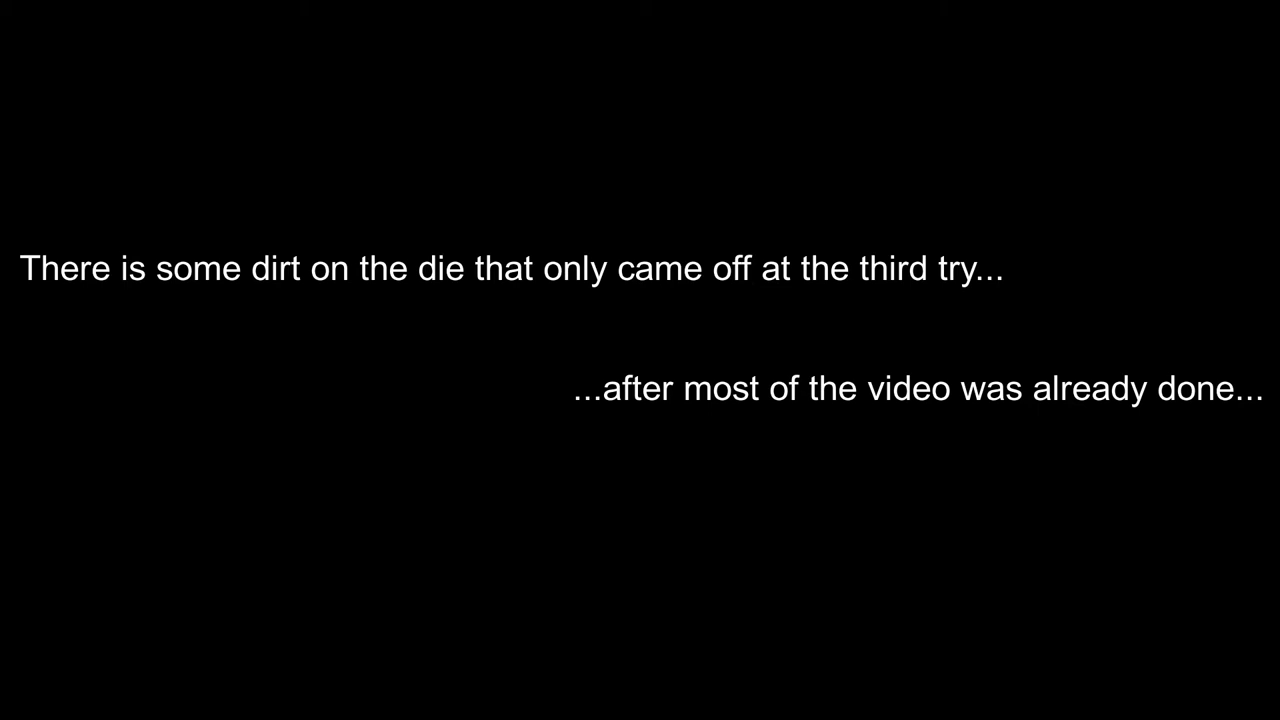 There is some dirt on the die that only came off at the third try...
...after most of the video was already done...